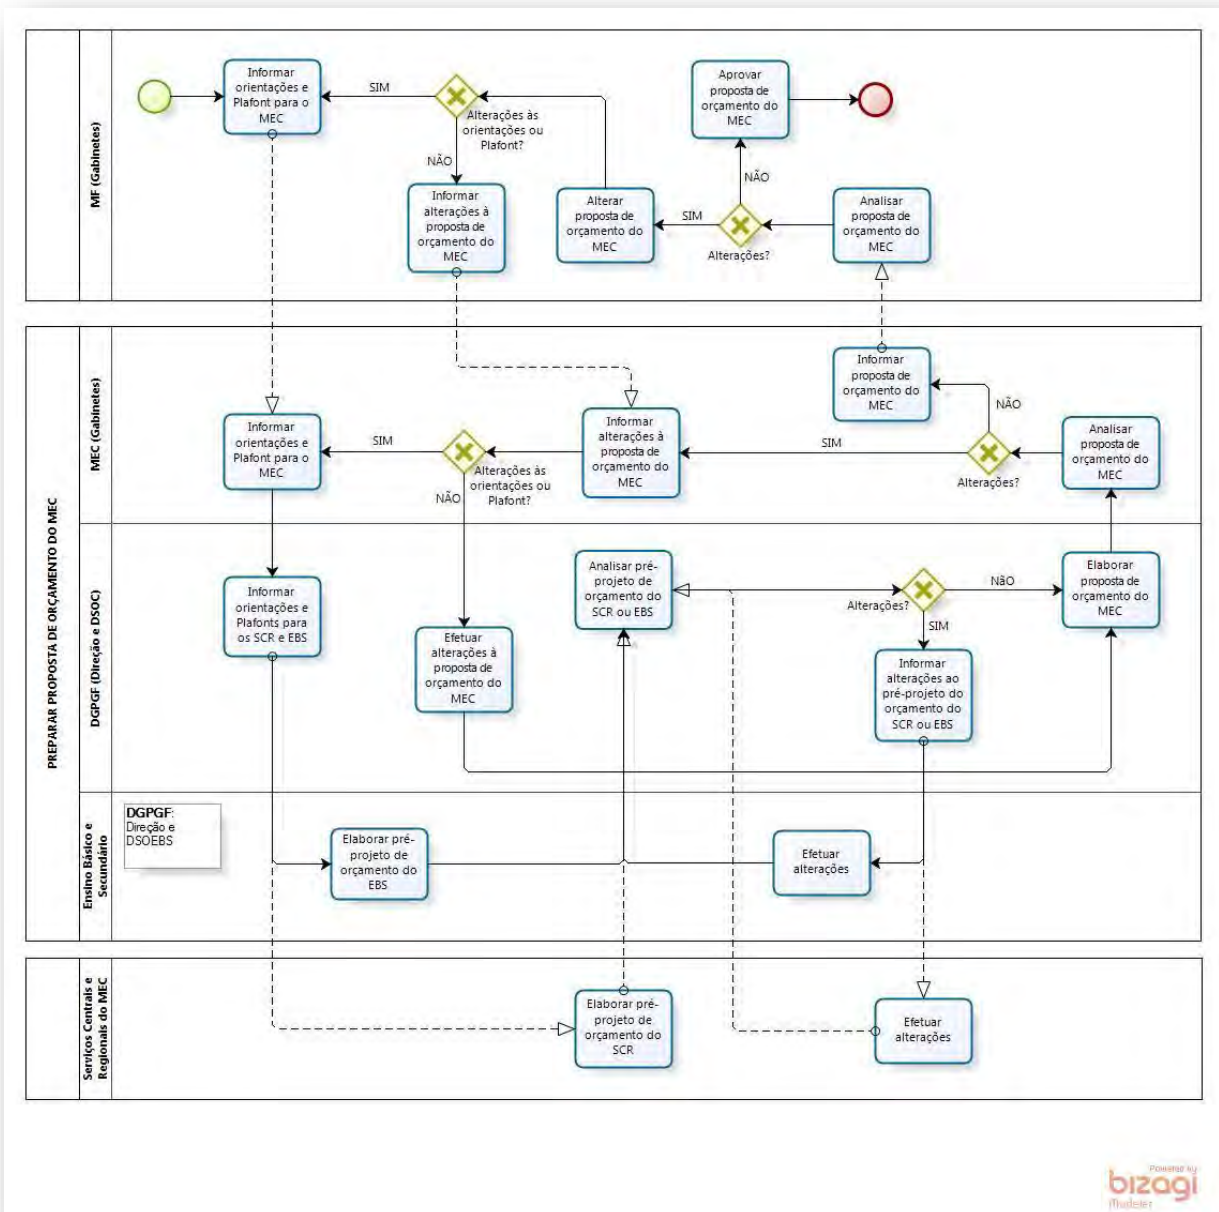 MF (Gabinetes)
Informar
orientações e
Plafont para o
MEC
SIM
Alterações às
orientações ou
Plafont?
NÃO
Informar
alterações à
proposta de
orçamento do
MEC
Alterar
proposta de
orçamento do
MEC
SIM
Aprovar
proposta de
orçamento do
MEC
NÃO
Alterações?
Analisar
proposta de
orçamento do
MEC
PREPARAR PROPOSTA DE ORÇAMENTO DO MEC
MEC (Gabinetes)
Informar
orientações e
Plafont para o
MEC
SIM
Alterações às
orientações ou
Plafont?
NÃO
Informar
alterações à
proposta de
orçamento do
MEC
SIM
Informar
proposta de
orçamento do
MEC
NÃO
Alterações?
Analisar
proposta de
orçamento do
MEC
DGPGF (Direção e DSOC)
Informar
orientações e
Plafonts para
os SCR e EBS
Efetuar
alterações à
proposta de
orçamento do
MEC
Analisar pré-
projeto de
orçamento do
SCR ou EBS
Alterações?
NãO
SIM
Informar
alterações ao
pré-projeto do
orçamento do
SCR ou EBS
Elaborar
proposta de
orçamento do
MEC
Ensino Básico e
Secundário
DGPGF:
Direção e
DSOEBS
Elaborar pré-
projeto de
orçamento do
EBS
Efetuar
alterações
Serviços Centrais e
Regionais do MEC
Elaborar pré-
projeto de
orçamento do
SCR
Efetuar
alterações
Powered by
bizagi
Modeler